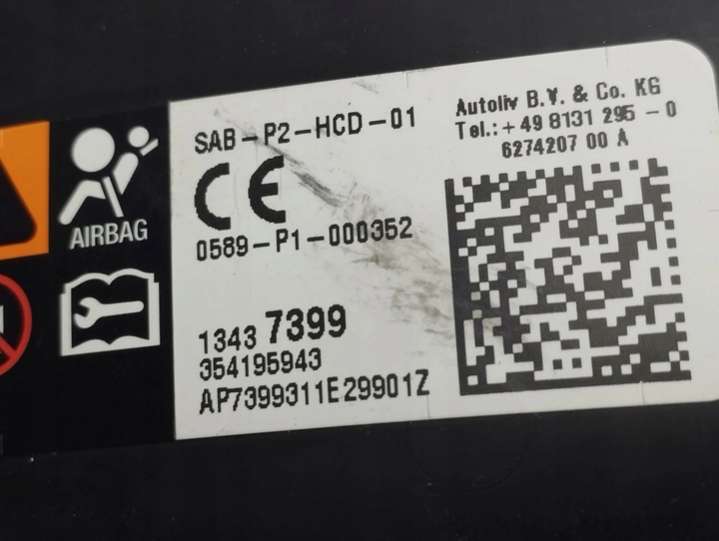 AIRBAG
SAB-P2-HCD-01
CE
0589-P1-000352
1343 7399
354195943
AP7399311E29901Z
Autoliv B.V. & Co. KG
Tel.:+49 8131 295-0
6274207 00 A